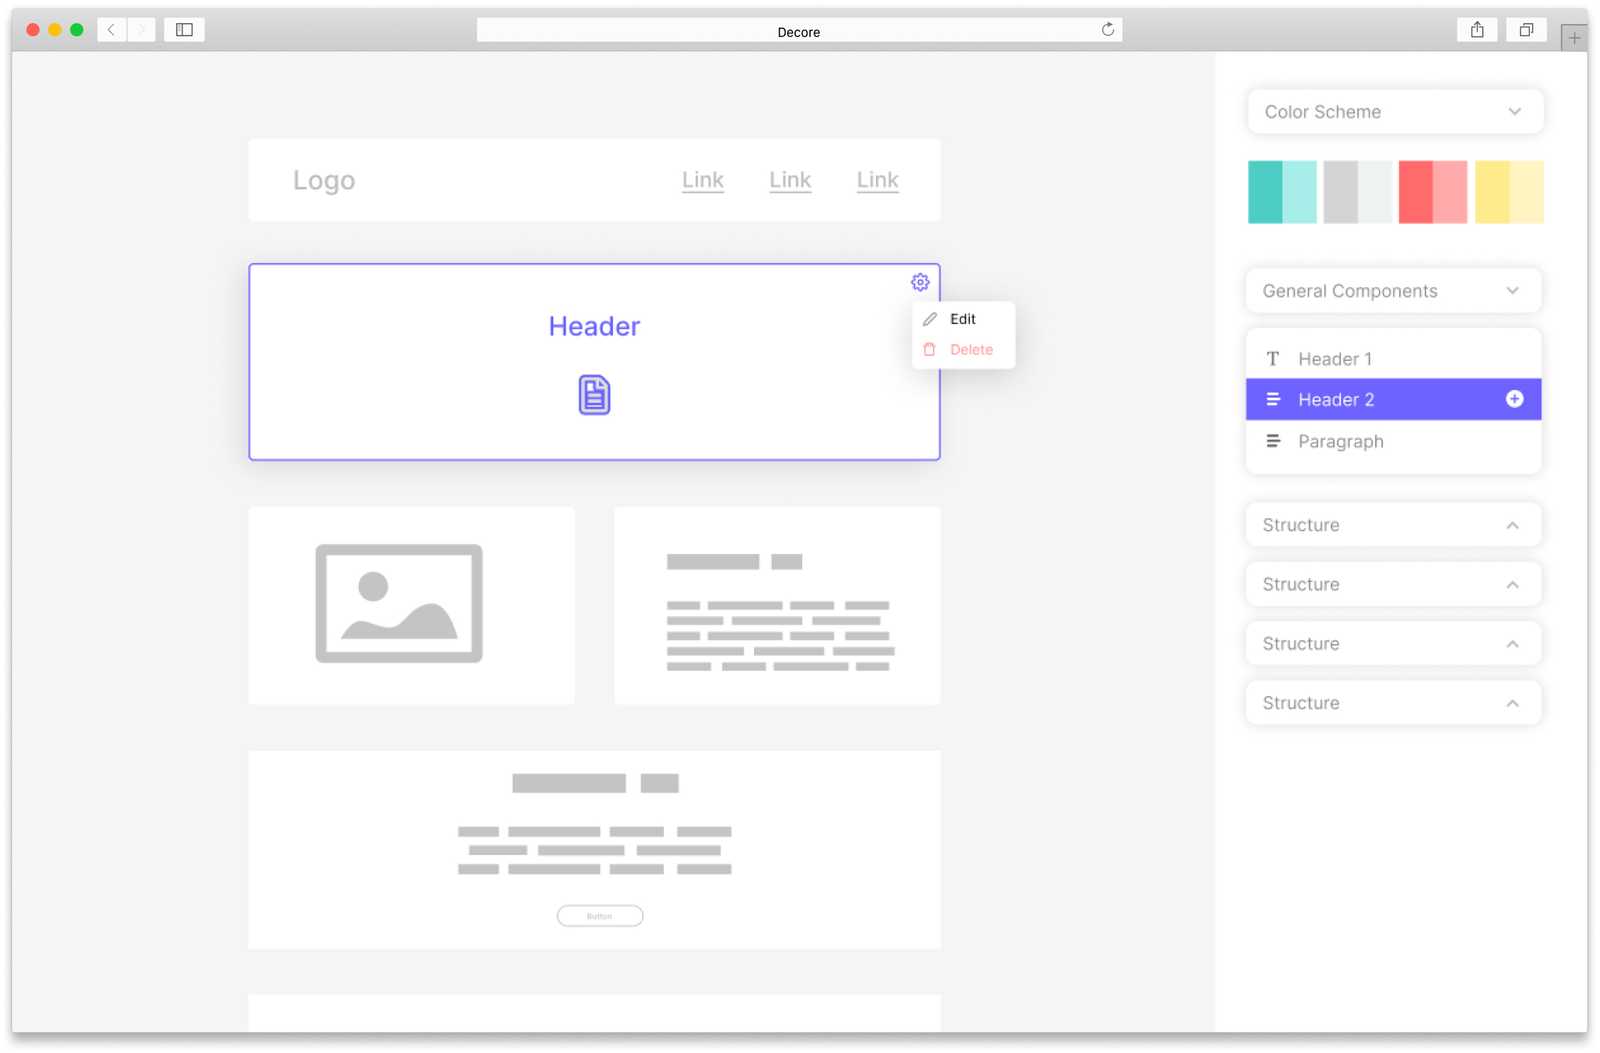 Decore
Logo
Link Link Link
Header
Edit
Delete
Button
Color Scheme
General Components
Header 1
Header 2
Paragraph
Structure
Structure
Structure
Structure